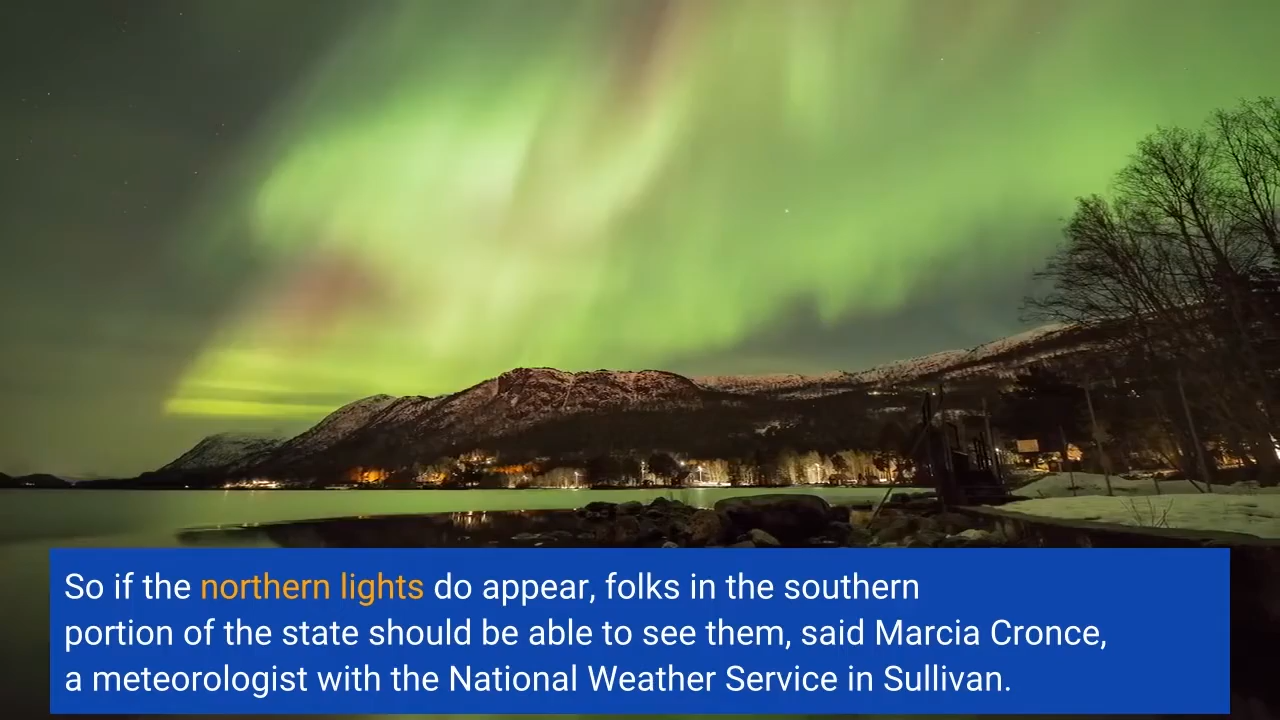 So if the northern lights do appear, folks in the southern
portion of the state should be able to see them, said Marcia Cronce,
a meteorologist with the National Weather Service in Sullivan.